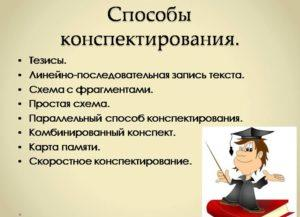 Способы
конспектирования.
• Тезисы.
• Линейно-последовательная запись текста.
• Схема с фрагментами.
• Простая схема.
• Параллельный способ конспектирования.
• Комбинированный конспект.
• Карта памяти.
• Скоростное конспектирование.